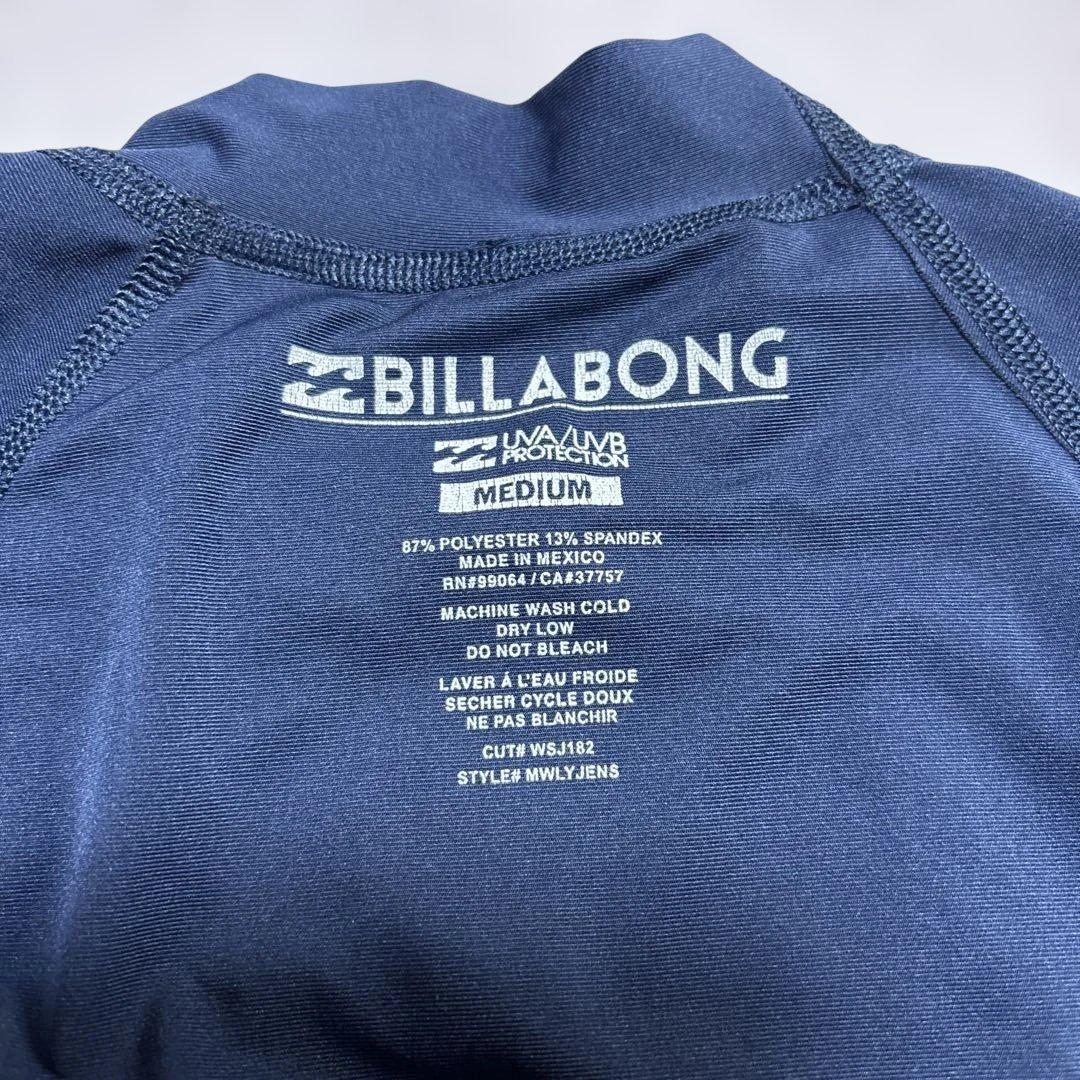 BILLABONG
UVA/UVB
PROTECTION
MEDIUM
87% POLYESTER 13% SPANDEX
MADE IN MEXICO
RN#99064 / CA#37757
MACHINE WASH COLD
DRY LOW
DO NOT BLEACH
LAVER À L'EAU FROIDE
SECHER CYCLE DOUX
NE PAS BLANCHIR
CUT# WSJ182
STYLE# MWLYJENS